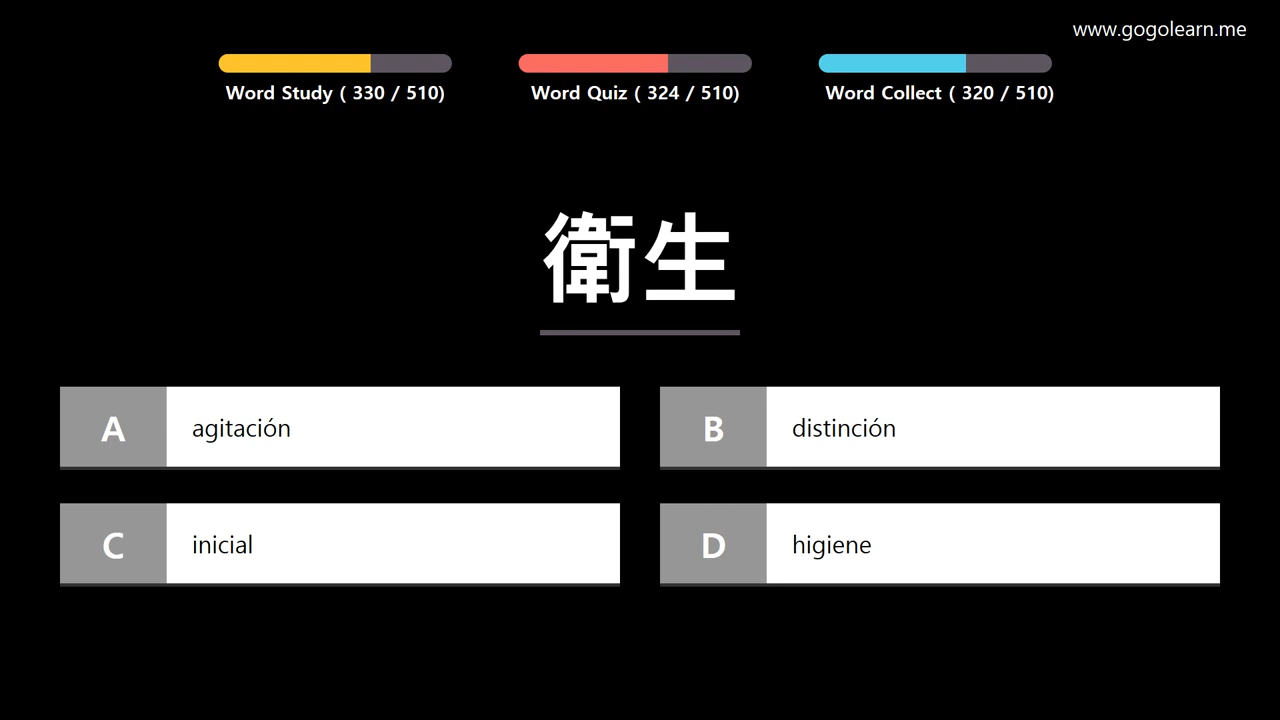 www.gogolearn.me
Word Study ( 330 / 510)
Word Quiz ( 324 / 510)
Word Collect ( 320 / 510)
衛生
A agitación
B distinción
C inicial
D higiene